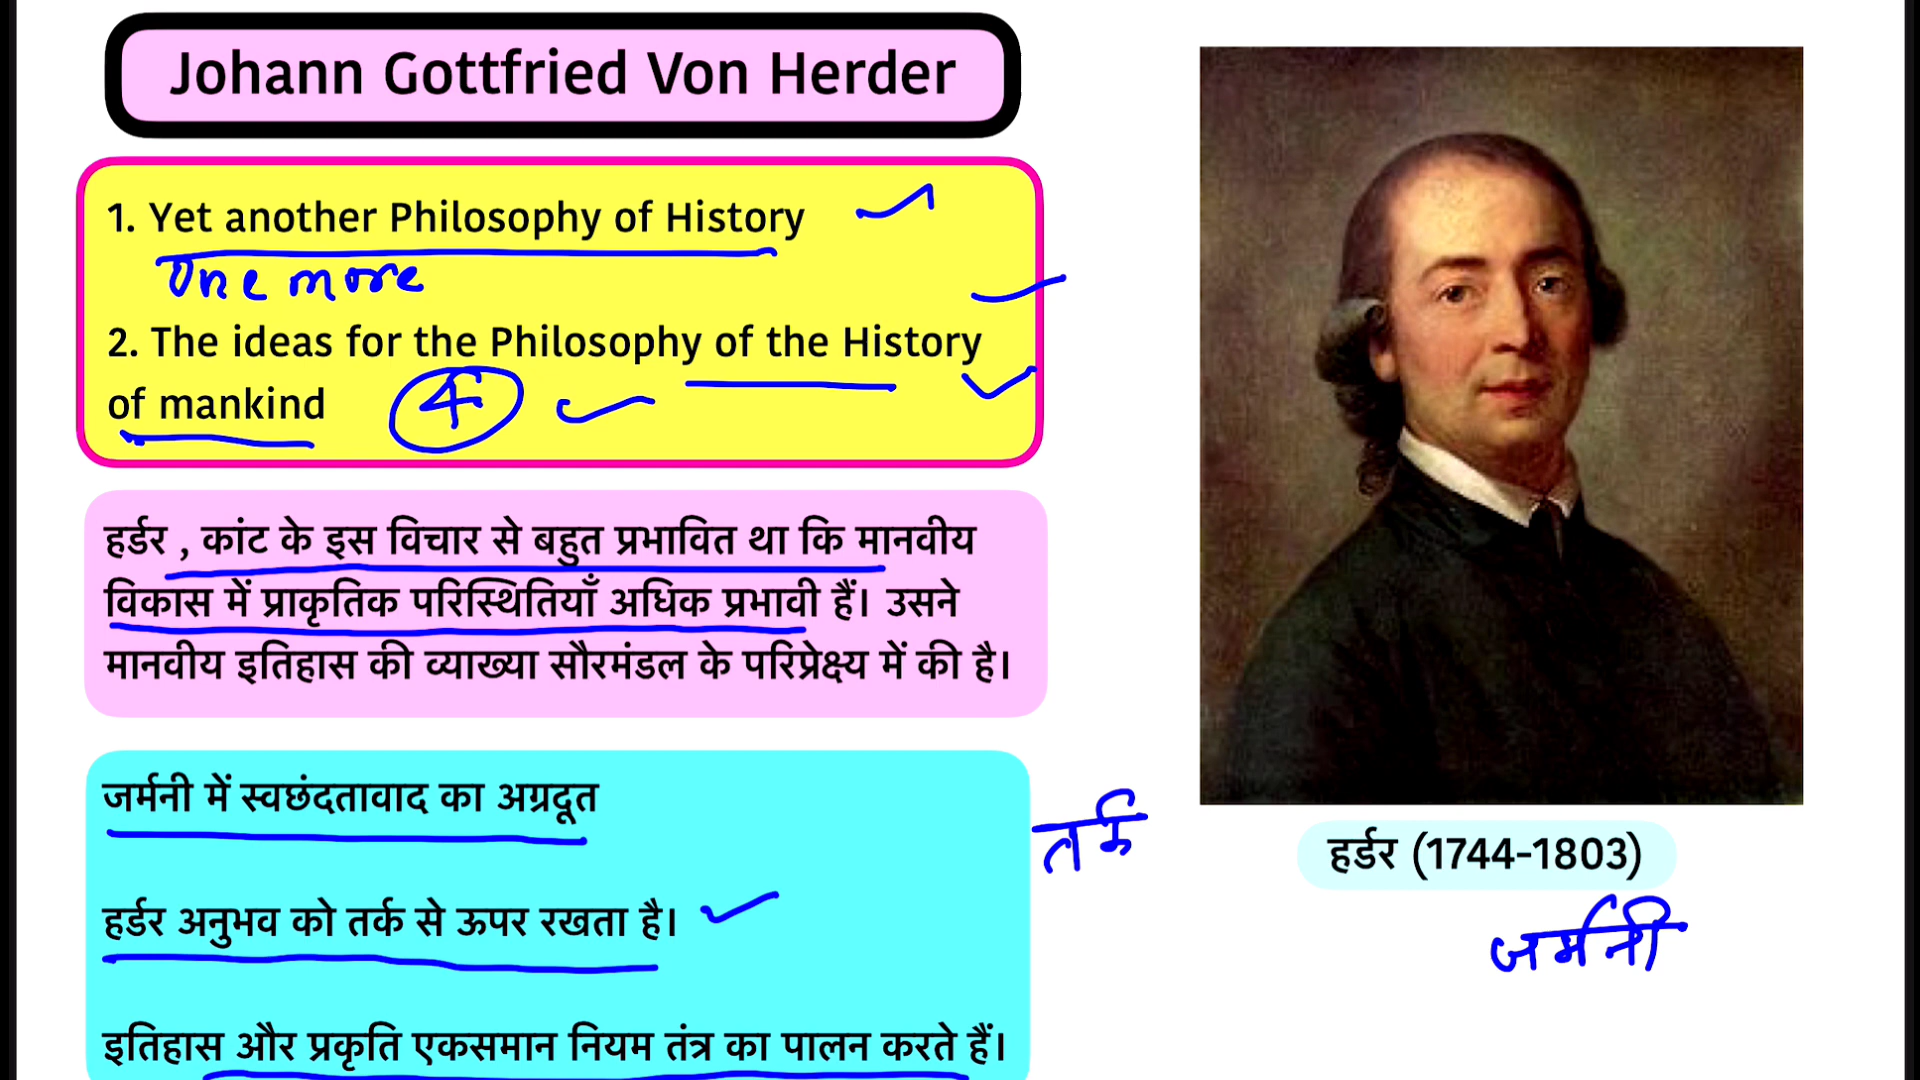 Johann Gottfried Von Herder
1. Yet another Philosophy of History
One more
2. The ideas for the Philosophy of the History
of mankind
4
हर्डर , कांट के इस विचार से बहुत प्रभावित था कि मानवीय
विकास में प्राकृतिक परिस्थितियाँ अधिक प्रभावी हैं। उसने
मानवीय इतिहास की व्याख्या सौरमंडल के परिप्रेक्ष्य में की है।
जर्मनी में स्वछंदतावाद का अग्रदूत
तर्क
हर्डर अनुभव को तर्क से ऊपर रखता है।
इतिहास और प्रकृति एकसमान नियम तंत्र का पालन करते हैं।
हर्डर (1744-1803)
जर्मनी